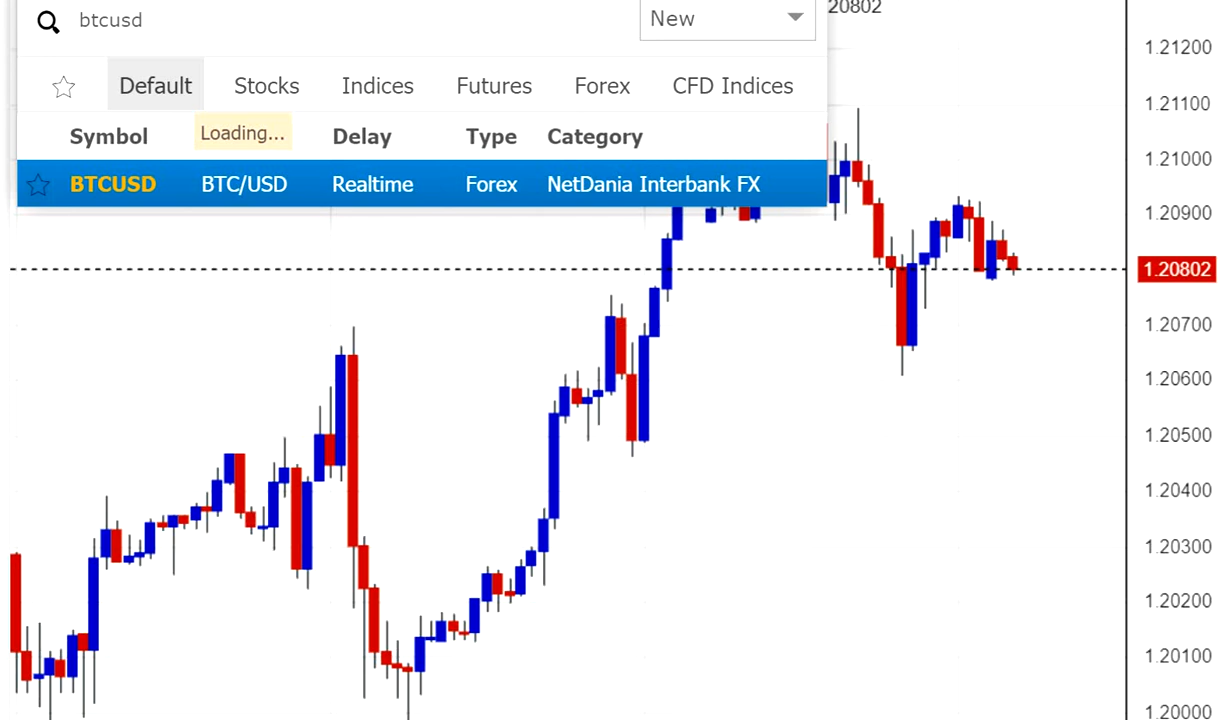 btcusd
New
20802
Default Stocks Indices Futures Forex CFD Indices
Symbol Loading... Delay Type Category
BTCUSD BTC/USD Realtime Forex NetDania Interbank FX
1.21200
1.21100
1.21000
1.20900
1.20802
1.20700
1.20600
1.20500
1.20400
1.20300
1.20200
1.20100
1.20000